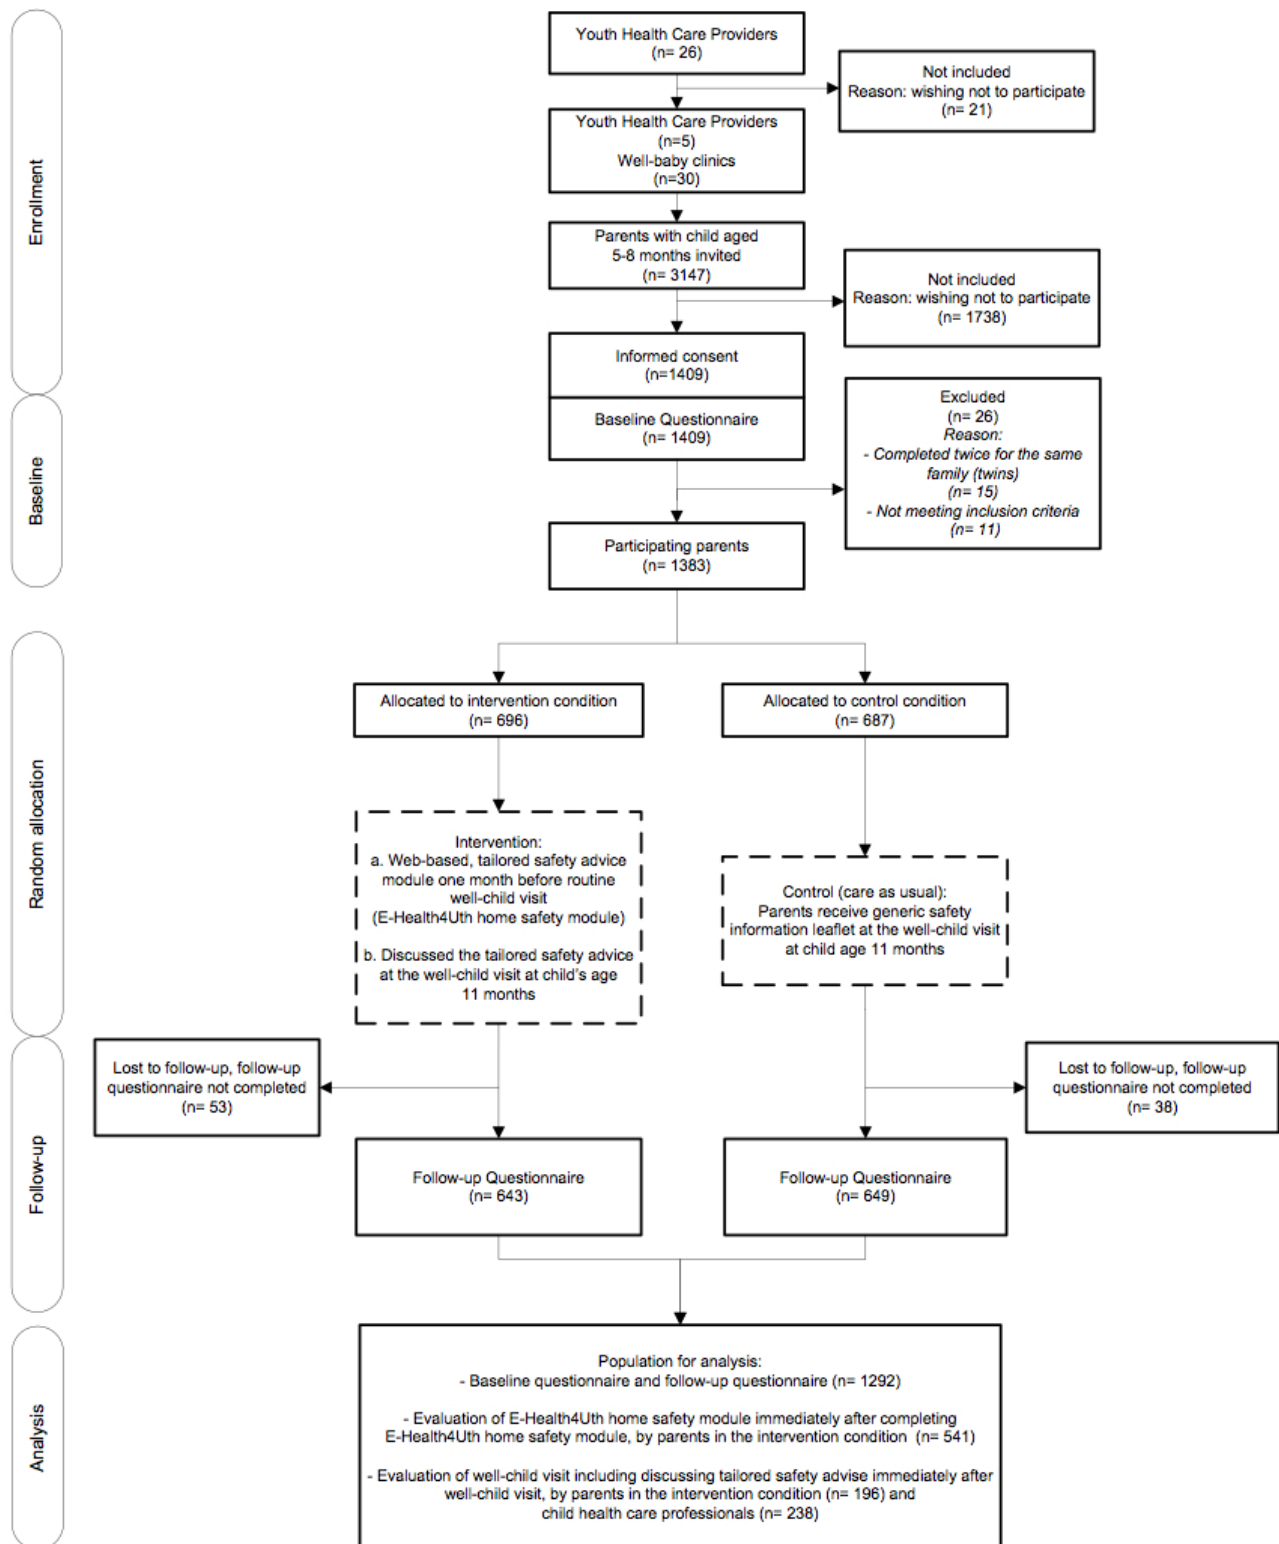 Enrollment
Youth Health Care Providers
(n= 26)
Not included
Reason: wishing not to participate
(n= 21)
Youth Health Care Providers
(n=5)
Well-baby clinics
(n=30)
Parents with child aged
5-8 months invited
(n= 3147)
Not included
Reason: wishing not to participate
(n= 1738)
Informed consent
(n=1409)
Baseline
Baseline Questionnaire
(n= 1409)
Excluded
(n= 26)
Reason:
- Completed twice for the same
family (twins)
(n= 15)
- Not meeting inclusion criteria
(n= 11)
Participating parents
(n= 1383)
Random allocation
Allocated to intervention condition
(n= 696)
Allocated to control condition
(n= 687)
Intervention:
a. Web-based, tailored safety advice
module one month before routine
well-child visit
(E-Health4Uth home safety module)
b. Discussed the tailored safety advice
at the well-child visit at child's age
11 months
Control (care as usual):
Parents receive generic safety
information leaflet at the well-child visit
at child age 11 months
Follow-up
Lost to follow-up, follow-up
questionnaire not completed
(n= 53)
Lost to follow-up, follow-up
questionnaire not completed
(n= 38)
Follow-up Questionnaire
(n= 643)
Follow-up Questionnaire
(n= 649)
Analysis
Population for analysis:
- Baseline questionnaire and follow-up questionnaire (n= 1292)
- Evaluation of E-Health4Uth home safety module immediately after completing
E-Health4Uth home safety module, by parents in the intervention condition (n= 541)
- Evaluation of well-child visit including discussing tailored safety advise immediately after
well-child visit, by parents in the intervention condition (n= 196) and
child health care professionals (n= 238)